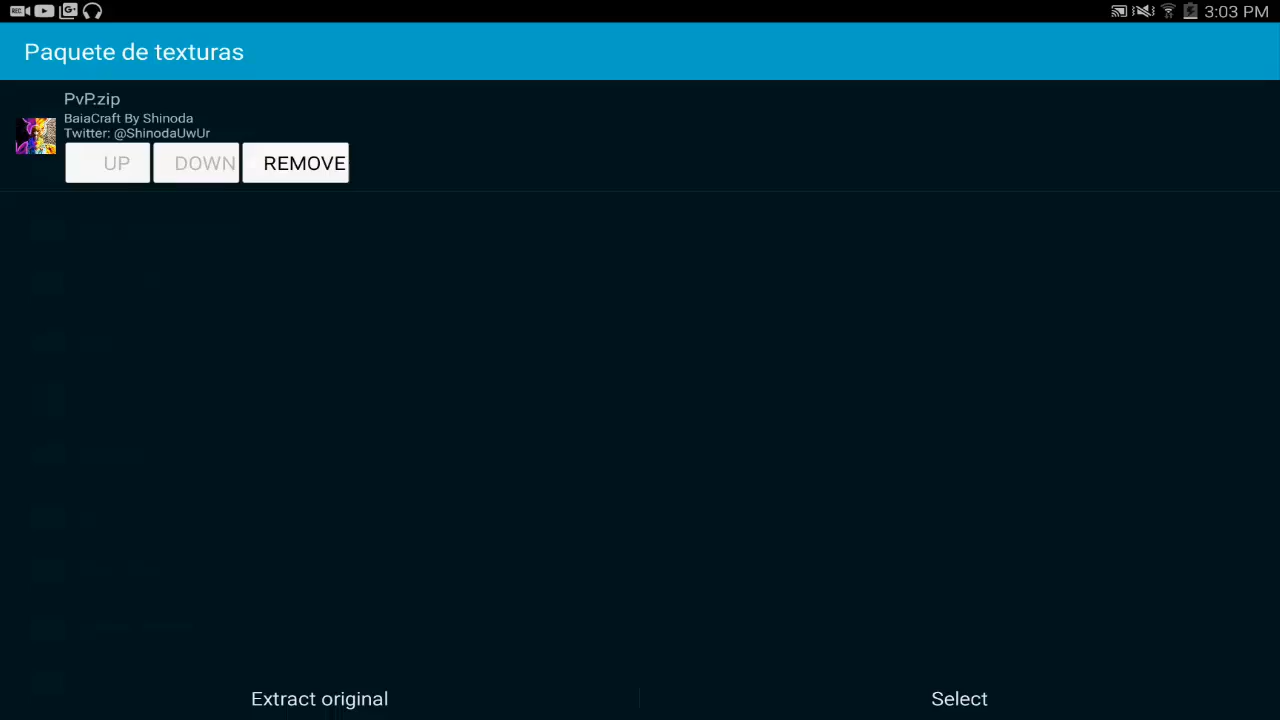 REC
G+
3:03 PM
Paquete de texturas
PvP.zip
BaiaCraft By Shinoda
Twitter: @ShinodaUwUr
UP DOWN REMOVE
Extract original Select